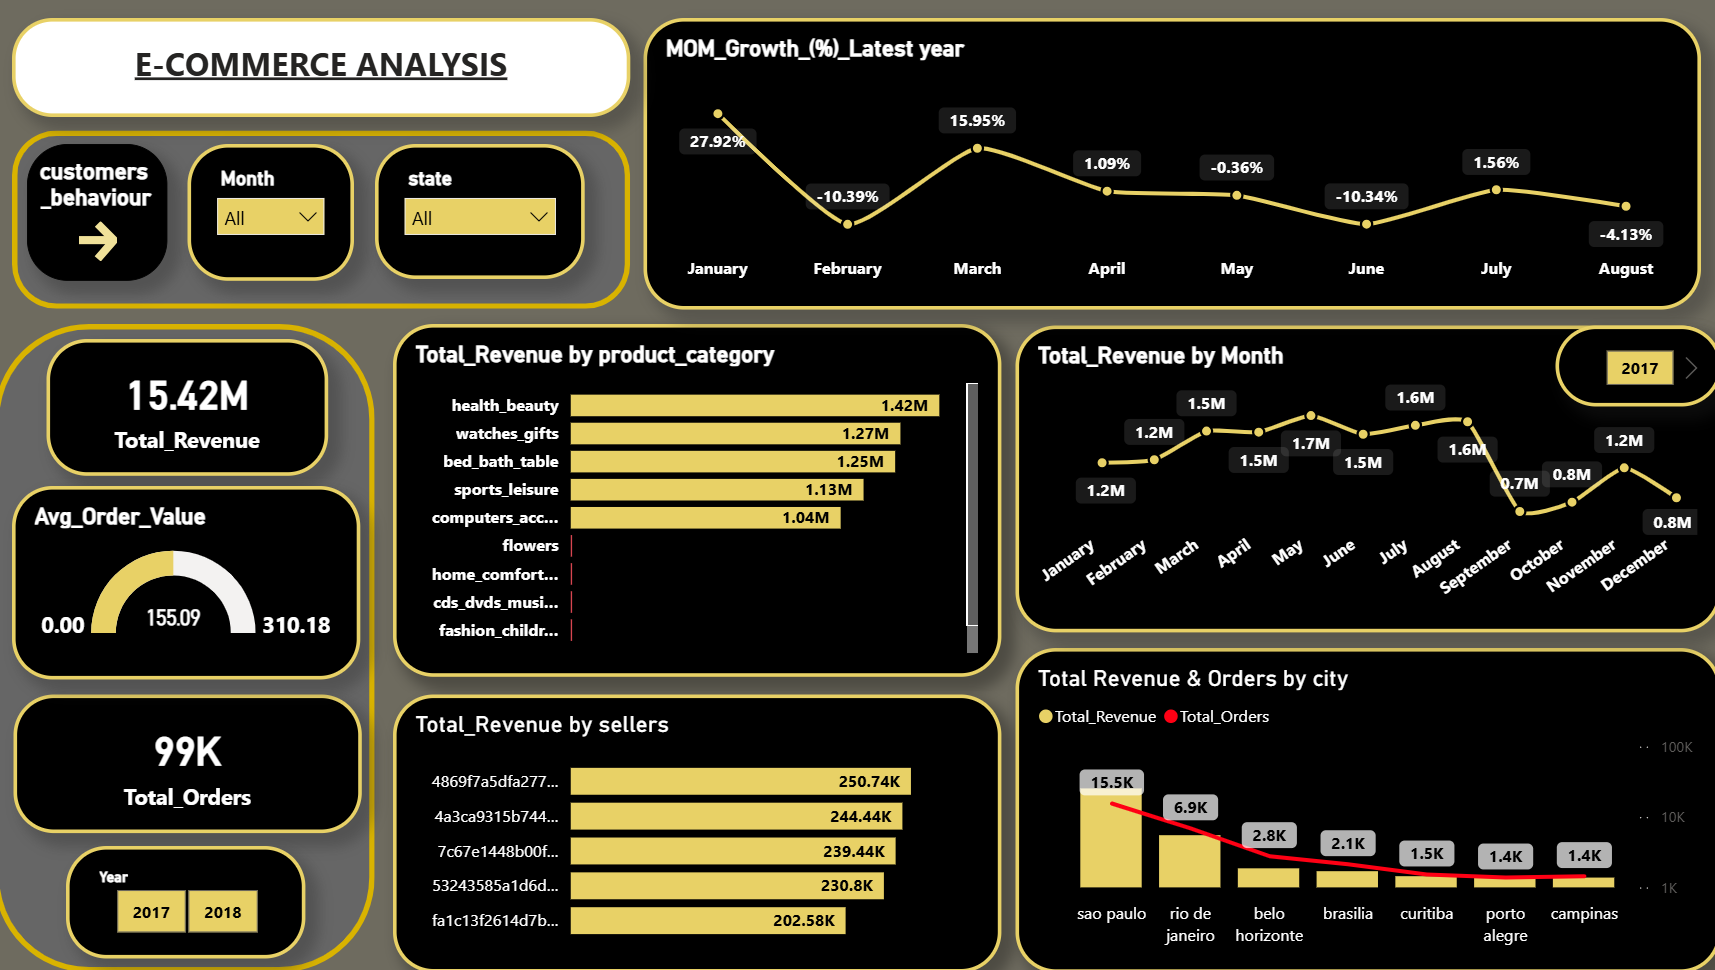 E-COMMERCE ANALYSIS
customers
_behaviour
Month
All
state
All
MOM_Growth_(%)_Latest year
27.92%
-10.39%
15.95%
1.09%
-0.36%
-10.34%
1.56%
-4.13%
January
February
March
April
May
June
July
August
15.42M
Total_Revenue
Avg_Order_Value
0.00
155.09
310.18
99K
Total_Orders
Year
2017
2018
Total_Revenue by product_category
health_beauty
1.42M
watches_gifts
1.27M
bed_bath_table
1.25M
sports_leisure
1.13M
computers_acc...
1.04M
flowers
home_comfort...
cds_dvds_musi...
fashion_childr...
Total_Revenue by sellers
4869f7a5dfa277...
250.74K
4a3ca9315b744...
244.44K
7c67e1448b00f...
239.44K
53243585a1d6d...
230.8K
fa1c13f2614d7b...
202.58K
Total_Revenue by Month
2017
1.2M
1.2M
1.5M
1.5M
1.7M
1.5M
1.6M
1.6M
0.7M
0.8M
1.2M
0.8M
January
February
March
April
May
June
July
August
September
October
November
December
Total Revenue & Orders by city
Total_Revenue
Total_Orders
100K
10K
1K
15.5K
6.9K
2.8K
2.1K
1.5K
1.4K
1.4K
sao paulo
rio de
janeiro
belo
horizonte
brasilia
curitiba
porto
alegre
campinas